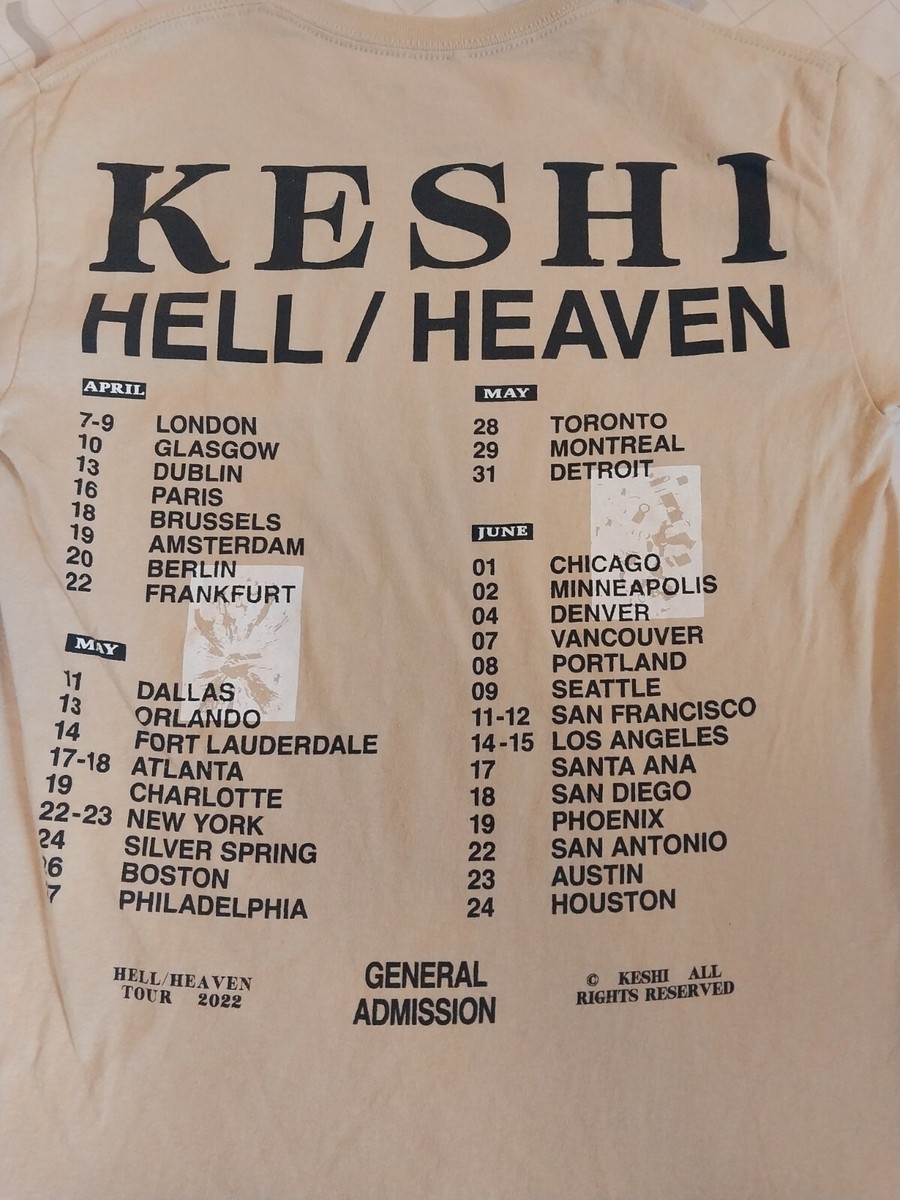 KESHI
HELL / HEAVEN
APRIL
7-9 LONDON
10 GLASGOW
13 DUBLIN
16 PARIS
18 BRUSSELS
19 AMSTERDAM
20 BERLIN
22 FRANKFURT
MAY
11 DALLAS
13 ORLANDO
14 FORT LAUDERDALE
17-18 ATLANTA
19 CHARLOTTE
22-23 NEW YORK
24 SILVER SPRING
26 BOSTON
27 PHILADELPHIA
MAY
28 TORONTO
29 MONTREAL
31 DETROIT
JUNE
01 CHICAGO
02 MINNEAPOLIS
04 DENVER
07 VANCOUVER
08 PORTLAND
09 SEATTLE
11-12 SAN FRANCISCO
14-15 LOS ANGELES
17 SANTA ANA
18 SAN DIEGO
19 PHOENIX
22 SAN ANTONIO
23 AUSTIN
24 HOUSTON
HELL/HEAVEN
TOUR 2022
GENERAL
ADMISSION
© KESHI ALL
RIGHTS RESERVED